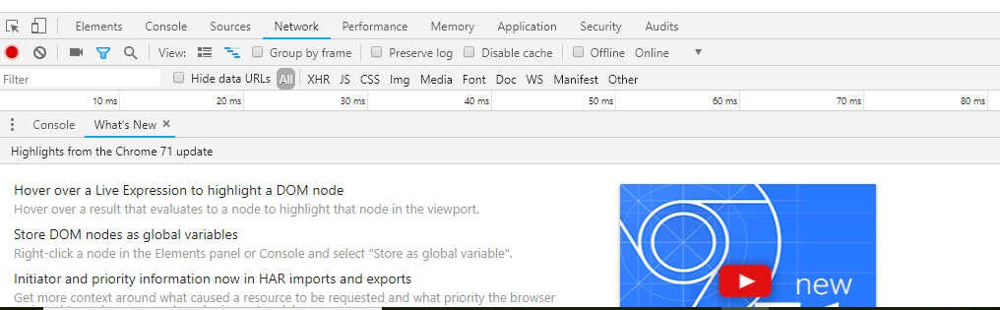 Elements Console Sources Network Performance Memory Application Security Audits
View: Group by frame Preserve log Disable cache Offline Online
Filter Hide data URLs All XHR JS CSS Img Media Font Doc WS Manifest Other
10 ms 20 ms 30 ms 40 ms 50 ms 60 ms 70 ms 80 ms
Console What's New
Highlights from the Chrome 71 update
Hover over a Live Expression to highlight a DOM node
Hover over a result that evaluates to a node to highlight that node in the viewport.
Store DOM nodes as global variables
Right-click a node in the Elements panel or Console and select "Store as global variable".
Initiator and priority information now in HAR imports and exports
Get more context around what caused a resource to be requested and what priority the browser
new